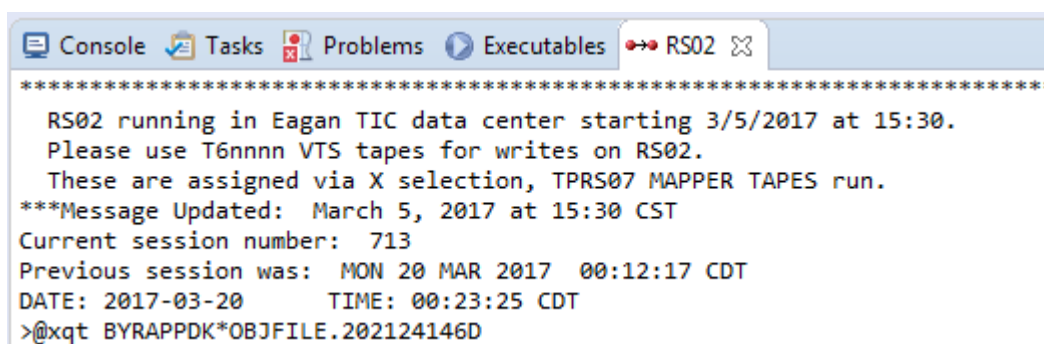 Console Tasks Problems Executables RS02
*************************************************************************
RS02 running in Eagan TIC data center starting 3/5/2017 at 15:30.
Please use T6nnnn VTS tapes for writes on RS02.
These are assigned via X selection, TPRS07 MAPPER TAPES run.
***Message Updated:  March 5, 2017 at 15:30 CST
Current session number:  713
Previous session was:  MON 20 MAR 2017  00:12:17 CDT
DATE: 2017-03-20      TIME: 00:23:25 CDT
>@xqt BYRAPPDK*OBJFILE.202124146D